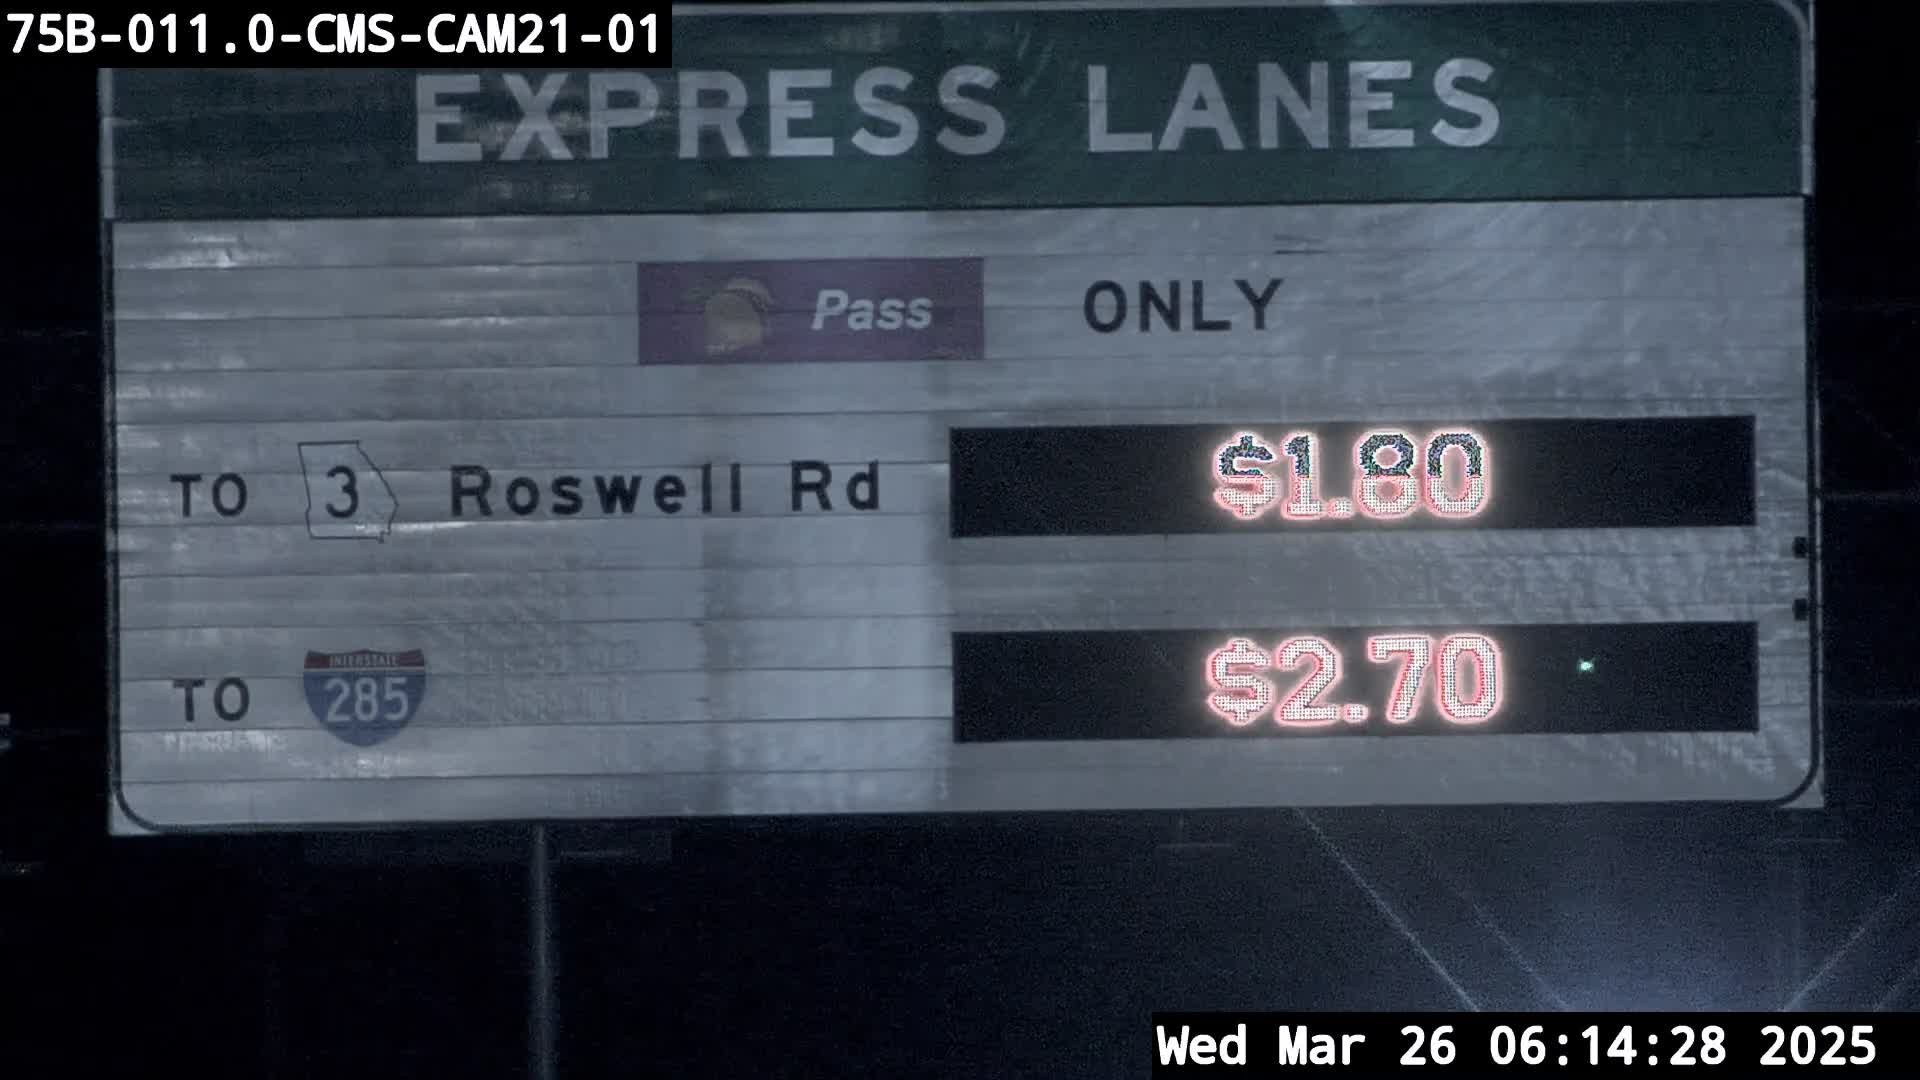 75B-011.0-CMS-CAM21-01
EXPRESS LANES
Pass ONLY
TO 3 Roswell Rd $1.80
INTERSTATE
TO 285 $2.70
Wed Mar 26 06:14:28 2025